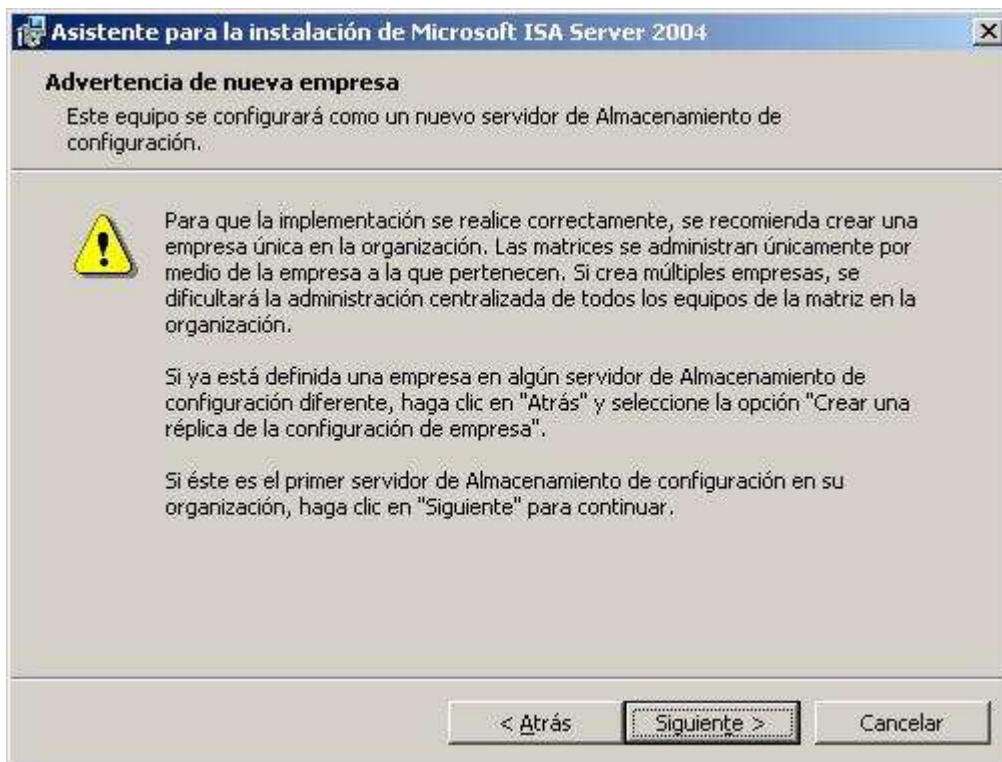 Asistente para la instalación de Microsoft ISA Server 2004
Advertencia de nueva empresa
Este equipo se configurará como un nuevo servidor de Almacenamiento de
configuración.
Para que la implementación se realice correctamente, se recomienda crear una
empresa única en la organización. Las matrices se administran únicamente por
medio de la empresa a la que pertenecen. Si crea múltiples empresas, se
dificultará la administración centralizada de todos los equipos de la matriz en la
organización.
Si ya está definida una empresa en algún servidor de Almacenamiento de
configuración diferente, haga clic en "Atrás" y seleccione la opción "Crear una
réplica de la configuración de empresa".
Si éste es el primer servidor de Almacenamiento de configuración en su
organización, haga clic en "Siguiente" para continuar.
< Atrás Siguiente > Cancelar